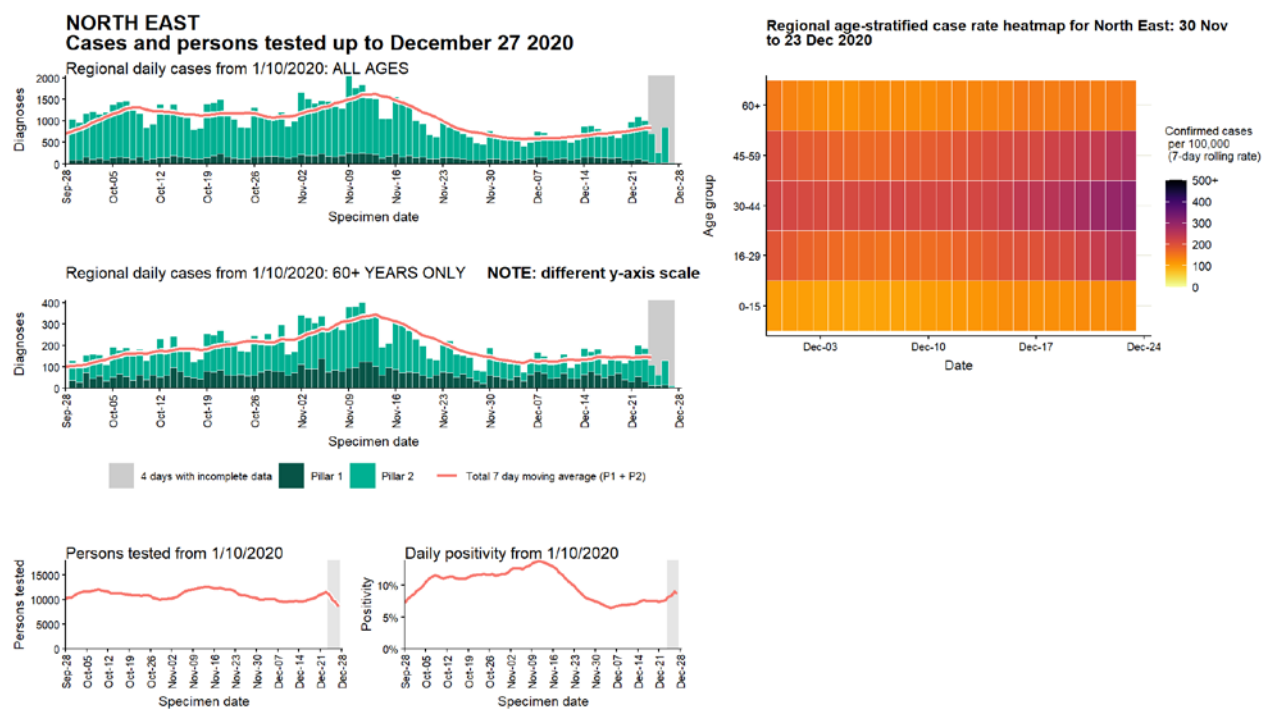 NORTH EAST
Cases and persons tested up to December 27 2020
Regional daily cases from 1/10/2020: ALL AGES
Diagnoses
2000
1500
1000
500
0
Sep-28
Oct-05
Oct-12
Oct-19
Oct-26
Nov-02
Nov-09
Nov-16
Nov-23
Nov-30
Dec-07
Dec-14
Dec-21
Dec-28
Specimen date
Regional daily cases from 1/10/2020: 60+ YEARS ONLY NOTE: different y-axis scale
Diagnoses
400
300
200
100
0
Sep-28
Oct-05
Oct-12
Oct-19
Oct-26
Nov-02
Nov-09
Nov-16
Nov-23
Nov-30
Dec-07
Dec-14
Dec-21
Dec-28
Specimen date
4 days with incomplete data Pillar 1 Pillar 2 Total 7 day moving average (P1 + P2)
Persons tested from 1/10/2020
Persons tested
15000
10000
5000
0
Sep-28
Oct-05
Oct-12
Oct-19
Oct-26
Nov-02
Nov-09
Nov-16
Nov-23
Nov-30
Dec-07
Dec-14
Dec-21
Dec-28
Specimen date
Daily positivity from 1/10/2020
Positivity
10%
5%
0%
Sep-28
Oct-05
Oct-12
Oct-19
Oct-26
Nov-02
Nov-09
Nov-16
Nov-23
Nov-30
Dec-07
Dec-14
Dec-21
Dec-28
Specimen date
Regional age-stratified case rate heatmap for North East: 30 Nov
to 23 Dec 2020
Age group
60+
45-59
30-44
16-29
0-15
Dec-03
Dec-10
Dec-17
Dec-24
Date
Confirmed cases
per 100,000
(7-day rolling rate)
500+
400
300
200
100
0